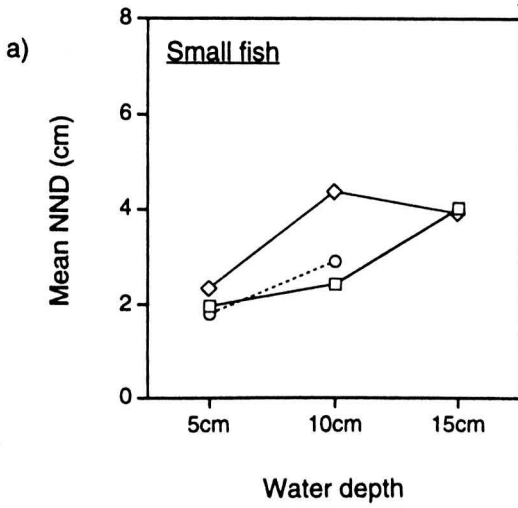 a)
Small fish
Mean NND (cm)
8
6
4
2
0
5cm 10cm 15cm
Water depth